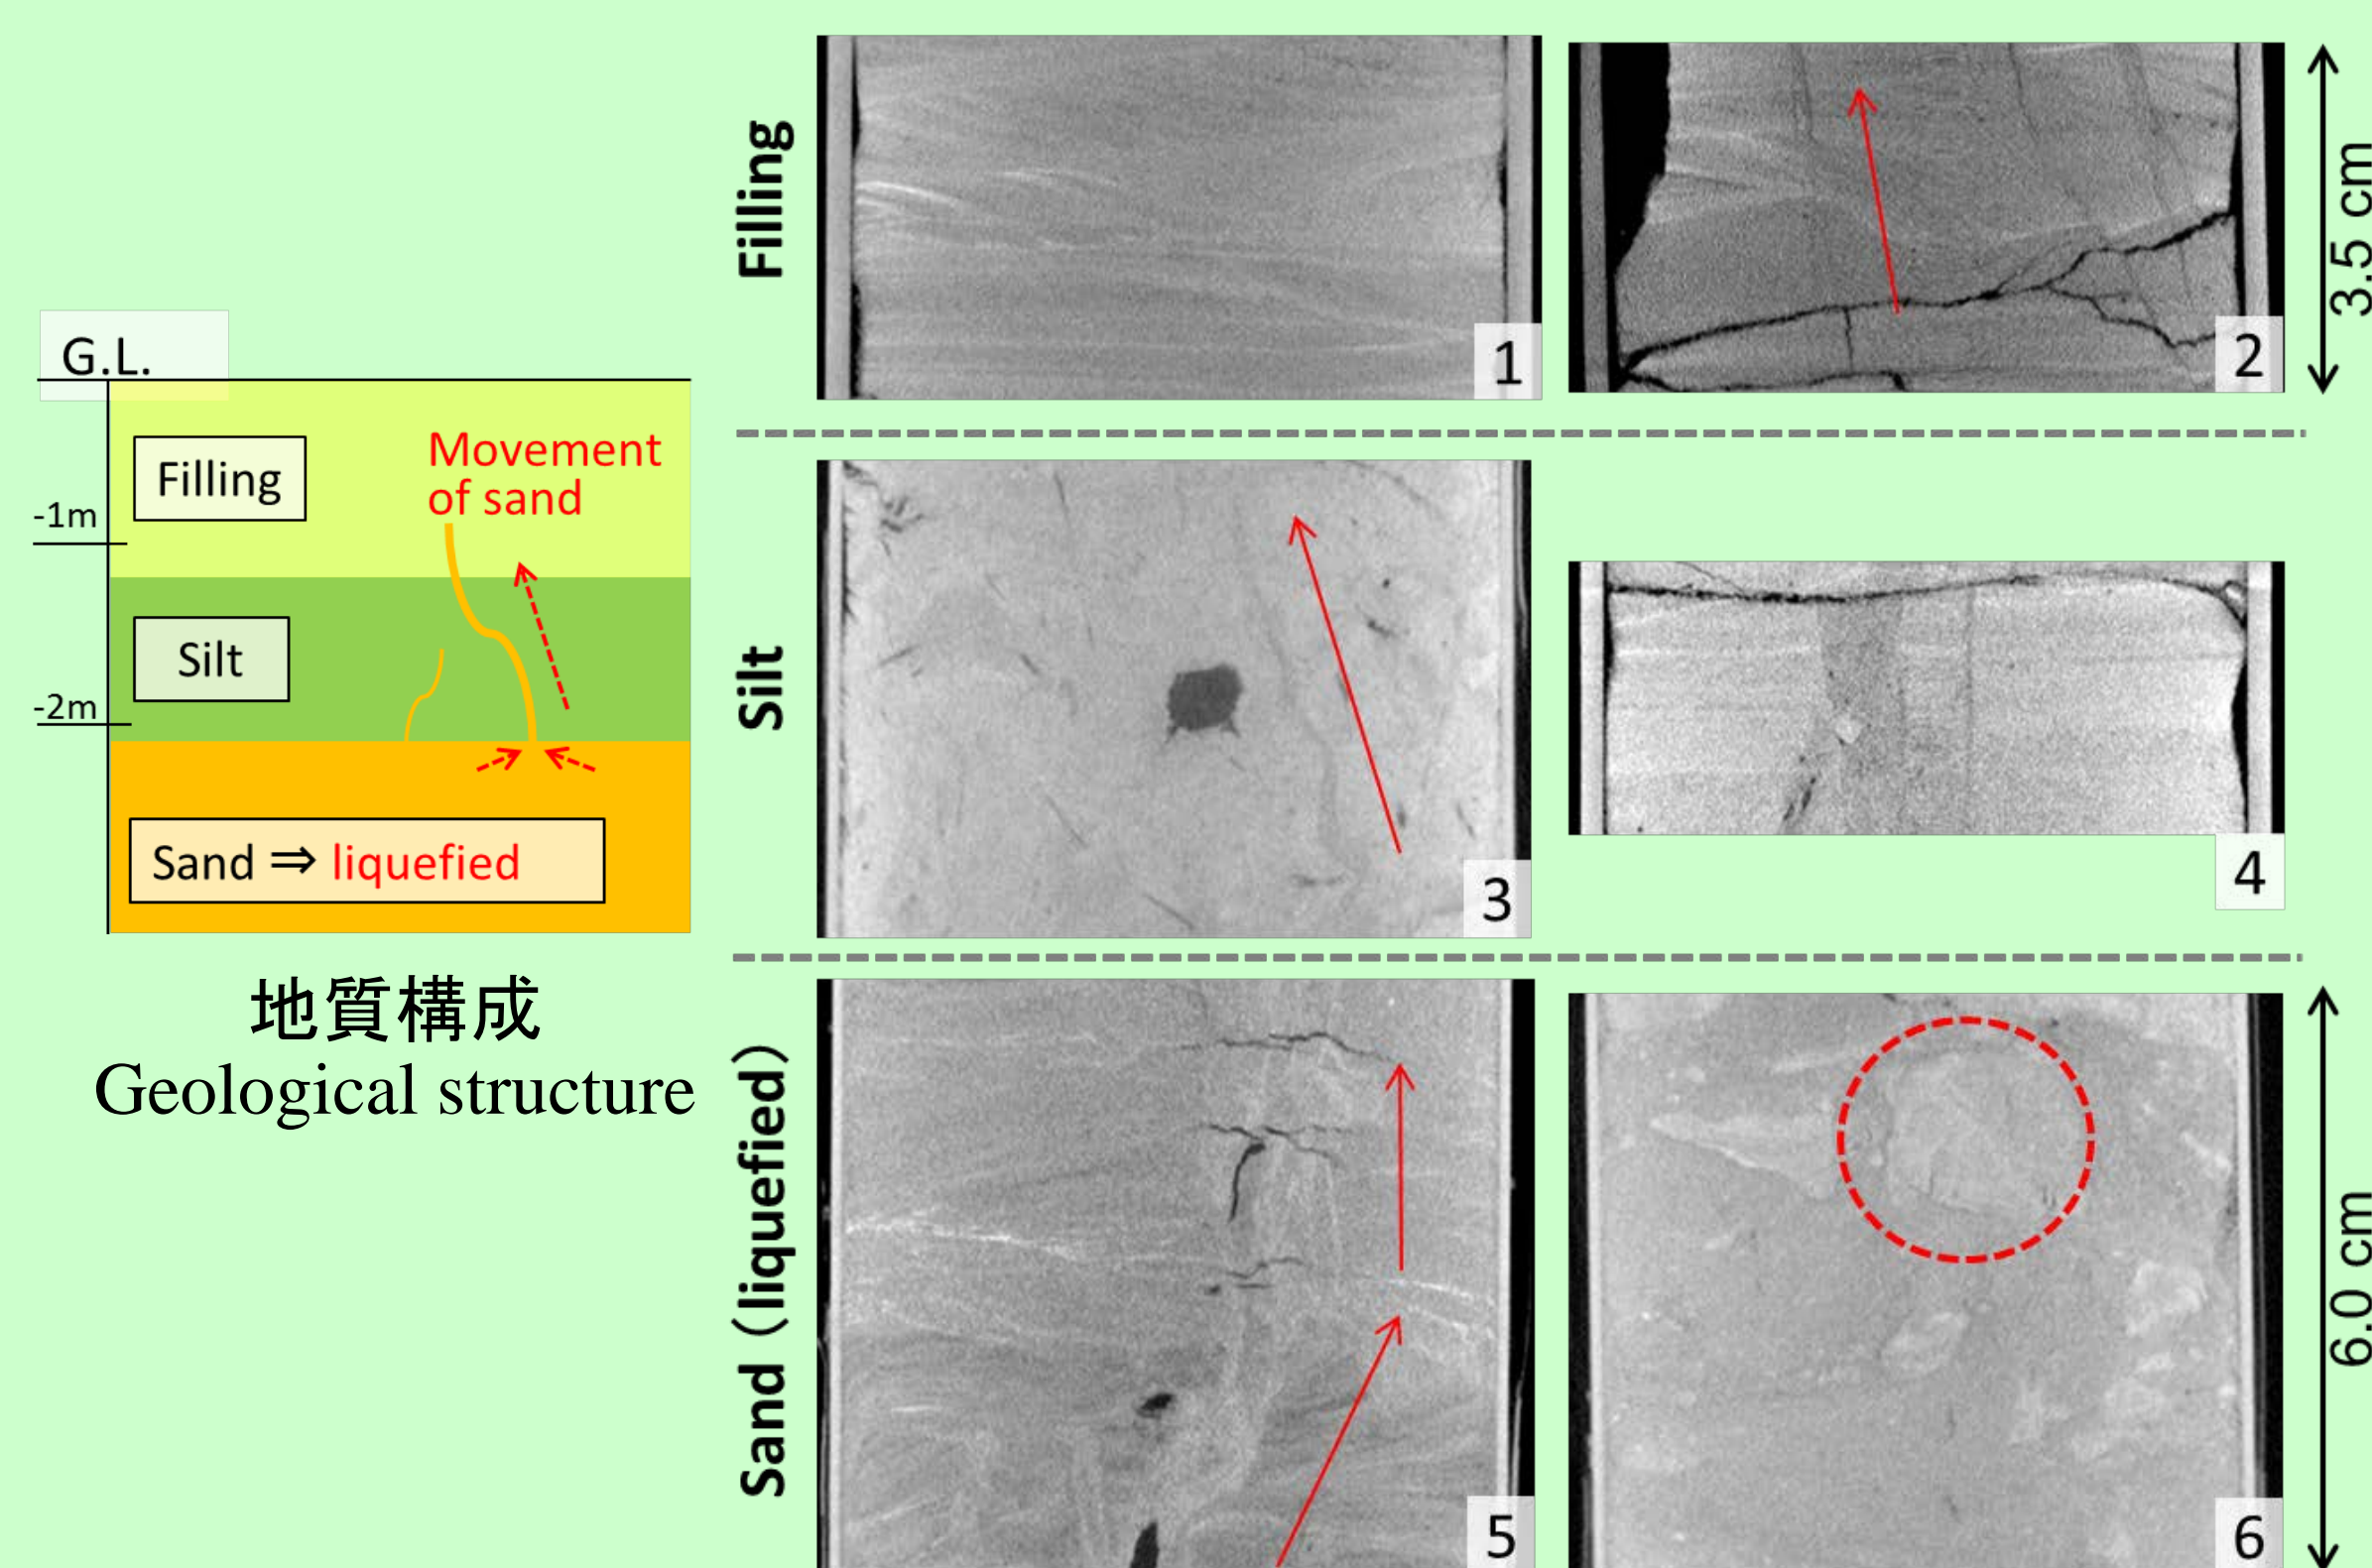 G.L.
Filling
Movement
of sand
-1m
Silt
-2m
Sand ⇒ liquefied
地質構成
Geological structure
Filling
1
2
3.5 cm
Silt
3
4
Sand (liquefied)
5
6
6.0 cm